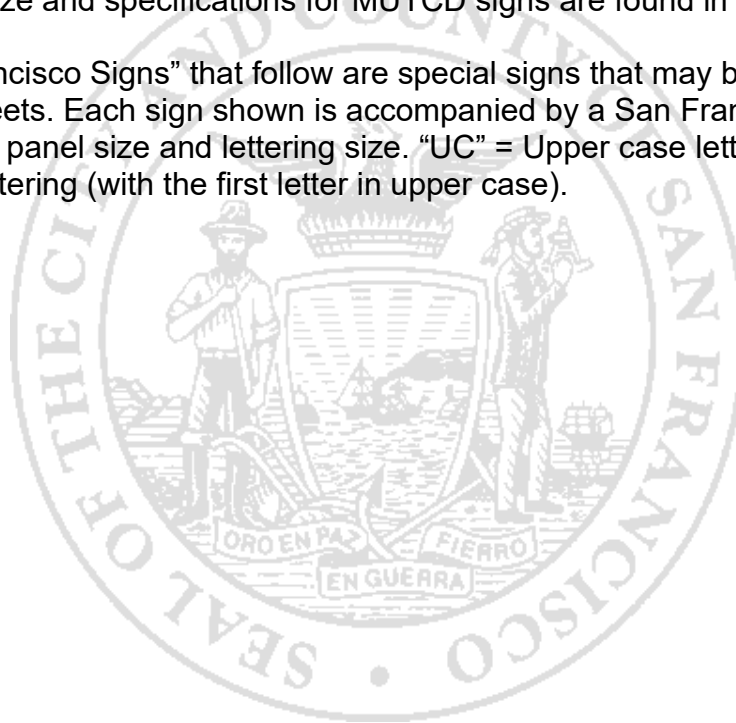 ze and specifications for MUTCD signs are found in
ncisco Signs” that follow are special signs that may b
eets. Each sign shown is accompanied by a San Fran
panel size and lettering size. “UC” = Upper case lett
tering (with the first letter in upper case).
SEAL OF THE CITY AND COUNTY OF SAN FRANCISCO
ORO EN PAZ
FIERRO
EN GUERRA